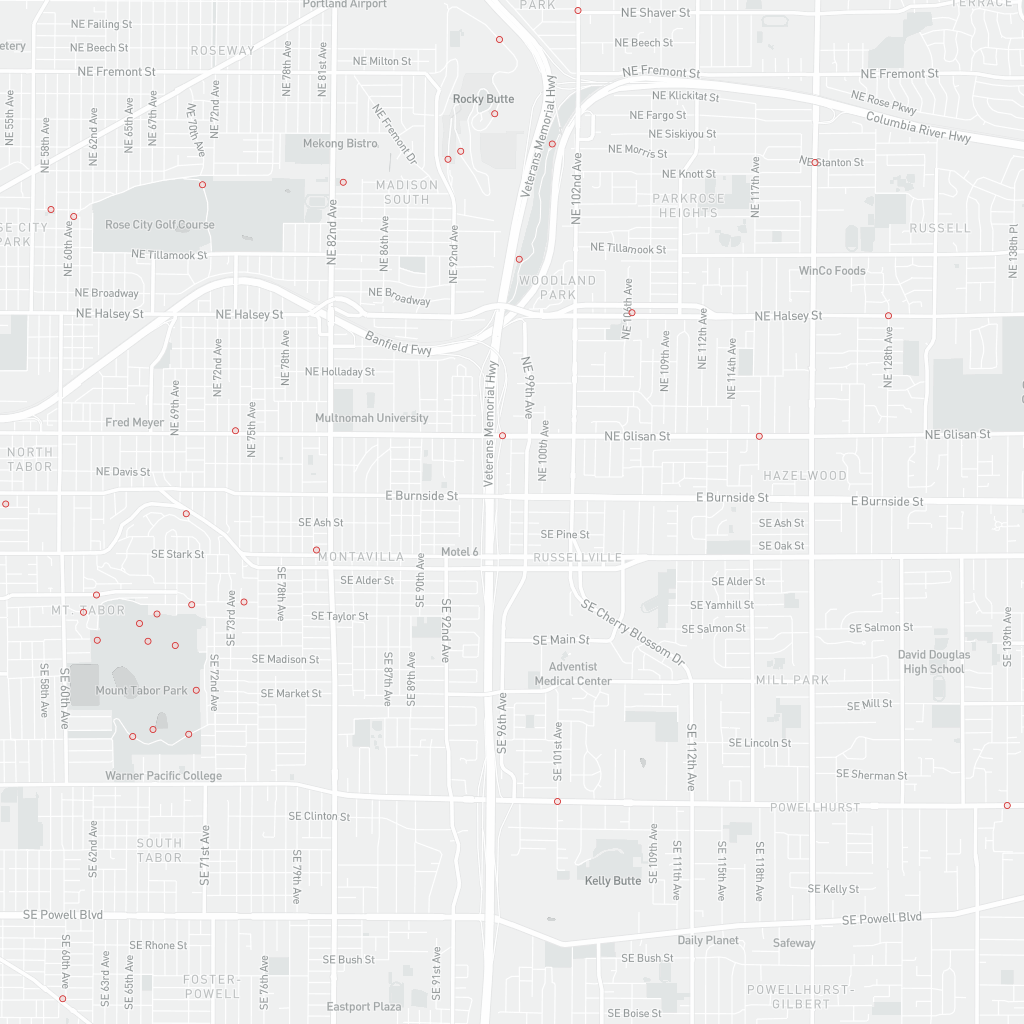 Portland Airport
PARK
TERRACE
NE Shaver St
NE Failing St
NE Beech St
ROSEWAY
NE 78th Ave
NE 81st Ave
NE Milton St
NE Beech St
NE Fremont St
NE Fremont St
NE Fremont St
NE 55th Ave
NE 58th Ave
NE 62nd Ave
NE 65th Ave
NE 67th Ave
NE 70th Ave
NE 72nd Ave
Rocky Butte
NE Klickitat St
NE Rose Pkwy
Columbia River Hwy
NE Fargo St
NE Siskiyou St
NE Fremont Dr
Mekong Bistro
Veterans Memorial Hwy
NE 102nd Ave
NE Morris St
NE Stanton St
NE Knott St
NE 117th Ave
MADISON
SOUTH
PARKROSE
HEIGHTS
Rose City Golf Course
NE 82nd Ave
NE 86th Ave
NE 92nd Ave
RUSSELL
PARK
NE 60th Ave
NE Tillamook St
NE Tillamook St
NE 138th Pl
WinCo Foods
WOODLAND
PARK
NE Broadway
NE Broadway
NE 106th Ave
NE Halsey St
NE Halsey St
NE Halsey St
Banfield Fwy
NE 72nd Ave
NE 78th Ave
NE 109th Ave
NE 112th Ave
NE 114th Ave
NE 128th Ave
NE Holladay St
NE 69th Ave
NE 75th Ave
NE 99th Ave
Veterans Memorial Hwy
Fred Meyer
Multnomah University
NE Glisan St
NE Glisan St
NE 100th Ave
NORTH
TABOR
NE Davis St
HAZELWOOD
E Burnside St
E Burnside St
E Burnside St
SE Ash St
SE Ash St
SE Pine St
SE Stark St
MONTAVILLA
Motel 6
RUSSELLVILLE
SE Oak St
SE Alder St
SE Alder St
SE 78th Ave
SE 90th Ave
MT. TABOR
SE 73rd Ave
SE Taylor St
SE 92nd Ave
SE Cherry Blossom Dr
SE Yamhill St
SE Salmon St
SE Salmon St
SE 139th Ave
SE Main St
SE Madison St
SE 58th Ave
SE 60th Ave
SE 72nd Ave
SE 87th Ave
SE 89th Ave
Adventist
Medical Center
David Douglas
High School
MILL PARK
Mount Tabor Park
SE Market St
SE Mill St
SE 96th Ave
SE 101st Ave
SE 112th Ave
SE Lincoln St
Warner Pacific College
SE Sherman St
SE Clinton St
POWELLHURST
SE 62nd Ave
SE 71st Ave
SOUTH
TABOR
SE 79th Ave
SE 109th Ave
SE 111th Ave
SE 115th Ave
SE 118th Ave
Kelly Butte
SE Kelly St
SE Powell Blvd
SE Powell Blvd
SE Rhone St
Daily Planet
Safeway
SE Bush St
SE Bush St
SE 60th Ave
SE 63rd Ave
SE 65th Ave
SE 76th Ave
SE 91st Ave
FOSTER-
POWELL
POWELLHURST-
GILBERT
Eastport Plaza
SE Boise St